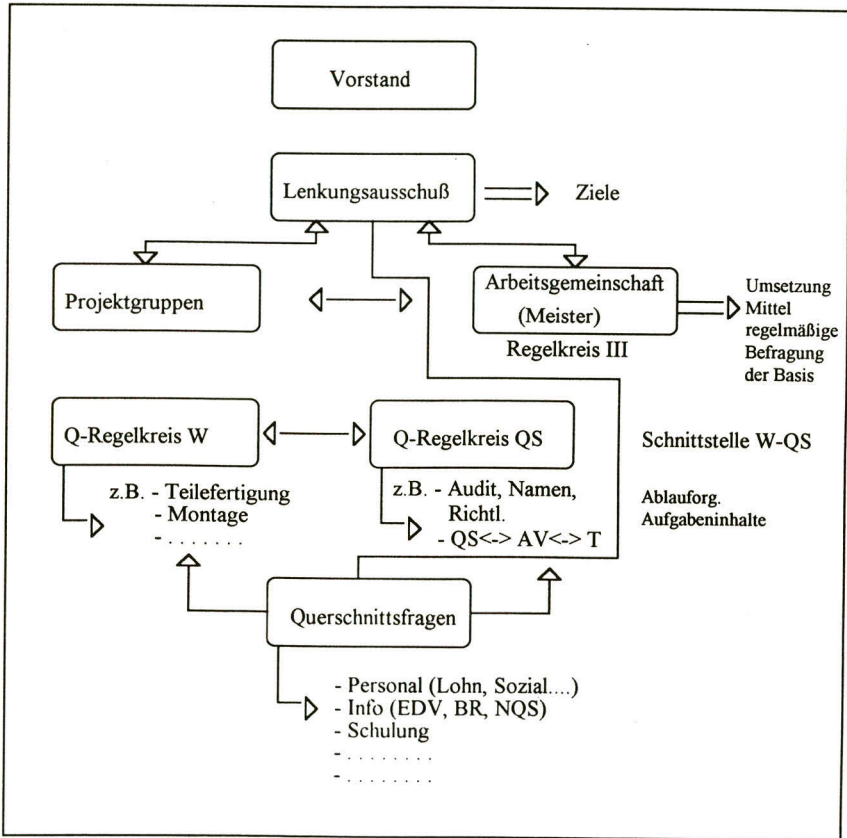 Vorstand
Lenkungsausschuß
Ziele
Projektgruppen
Arbeitsgemeinschaft
(Meister)
Regelkreis III
Umsetzung
Mittel
regelmäßige
Befragung
der Basis
Q-Regelkreis W
Q-Regelkreis QS
Schnittstelle W-QS
z.B. - Teilefertigung
- Montage
- . . . . . . .
z.B. - Audit, Namen,
Richtl.
- QS<-> AV<-> T
Ablauforg.
Aufgabeninhalte
Querschnittsfragen
- Personal (Lohn, Sozial....)
- Info (EDV, BR, NQS)
- Schulung
- . . . . . . . .
- . . . . . . . .